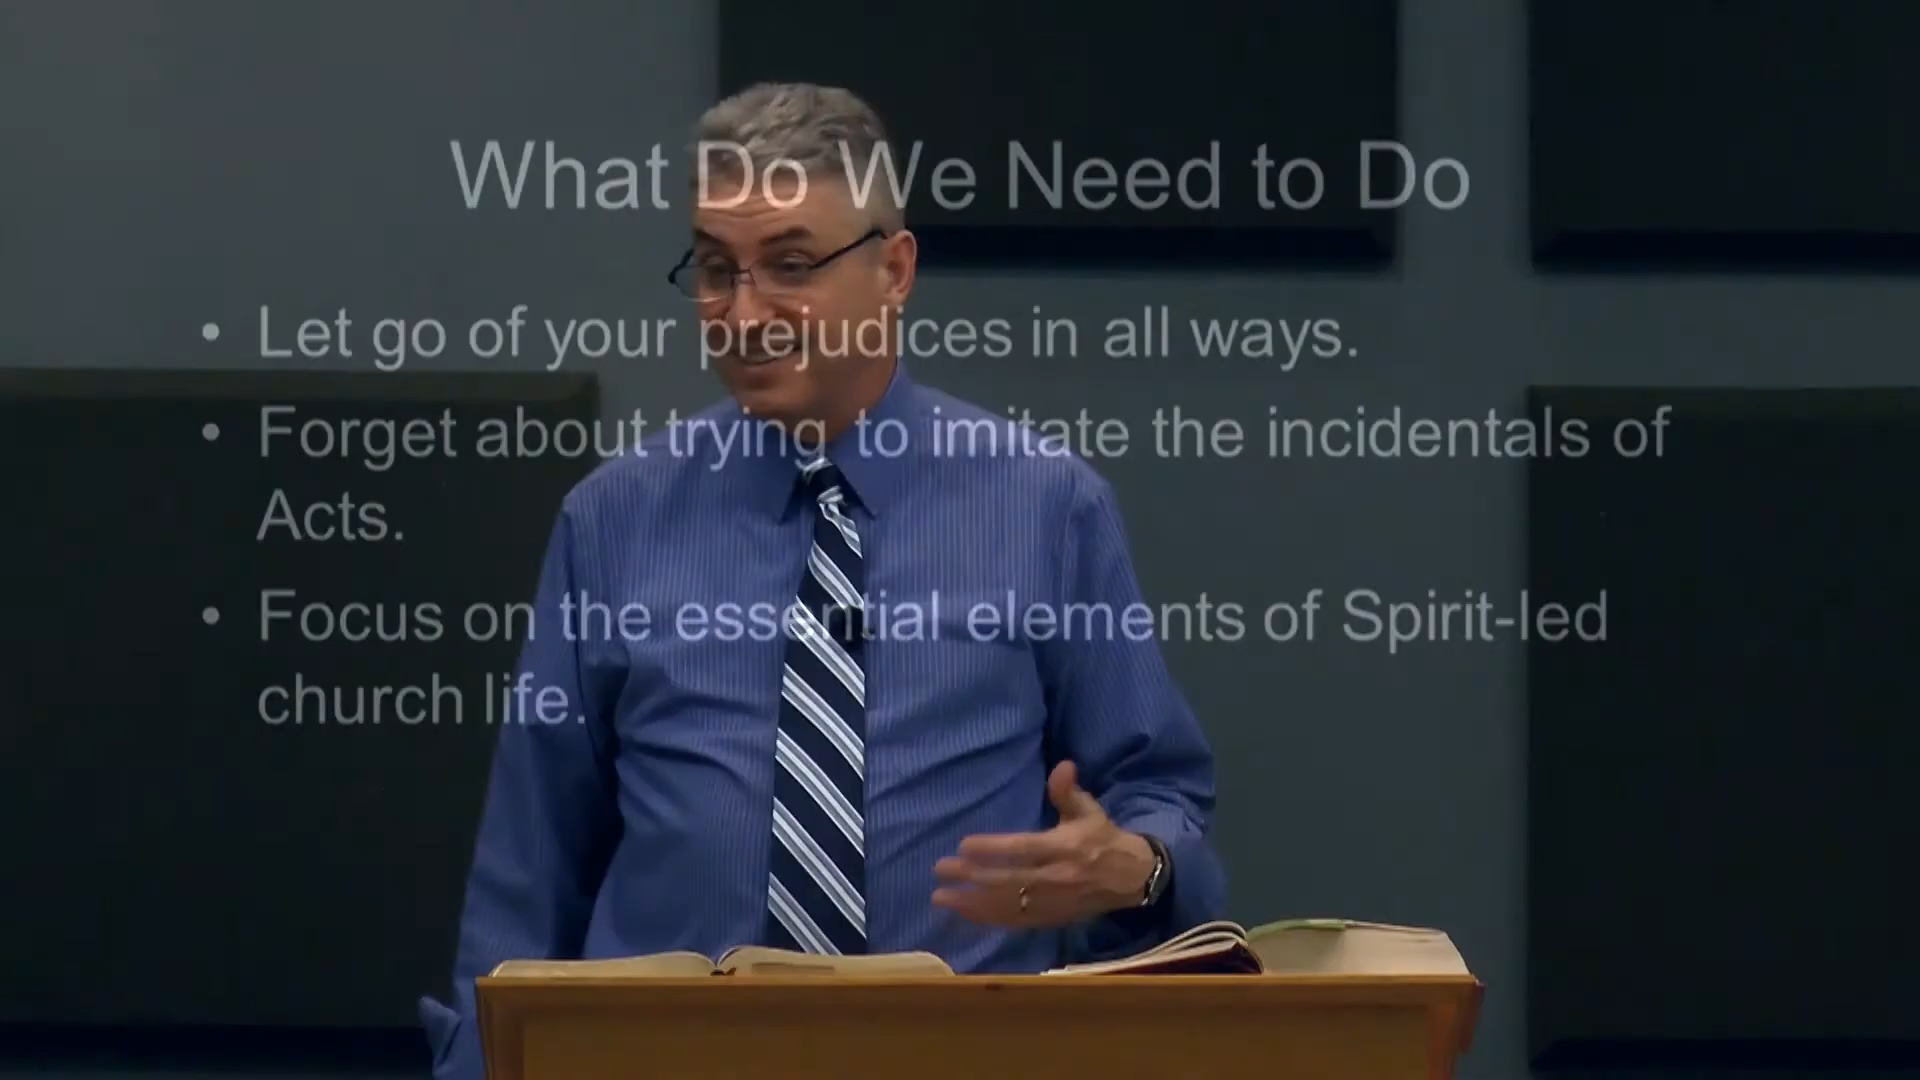 What Do We Need to Do
• Let go of your prejudices in all ways.
• Forget about trying to imitate the incidentals of
Acts.
• Focus on the essential elements of Spirit-led
church life.